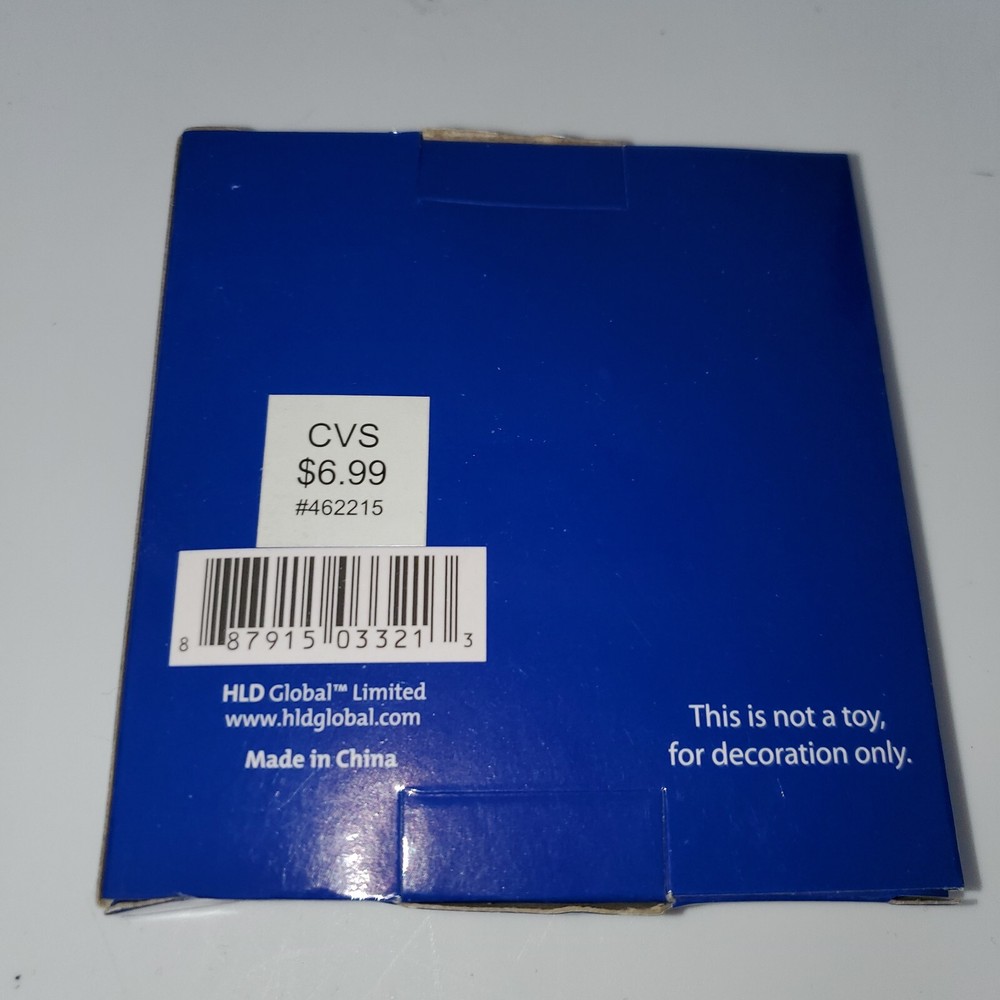 CVS
$6.99
#462215
8 87915 03321 3
HLD Global™ Limited
www.hldglobal.com
Made in China
This is not a toy,
for decoration only.